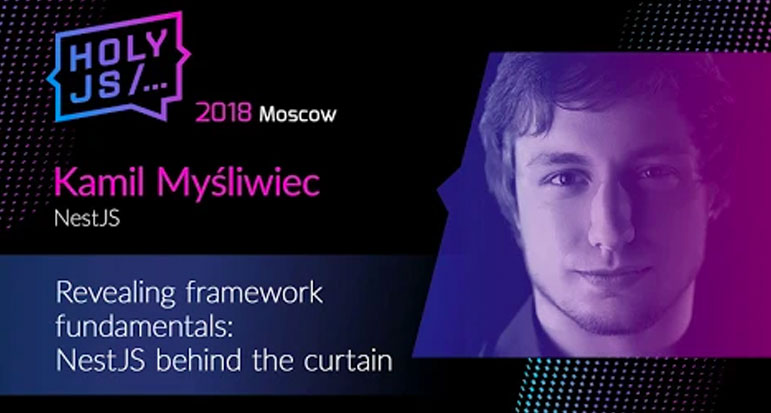 HOLY
JS/...
2018 Moscow
Kamil Myśliwiec
NestJS
Revealing framework
fundamentals:
NestJS behind the curtain